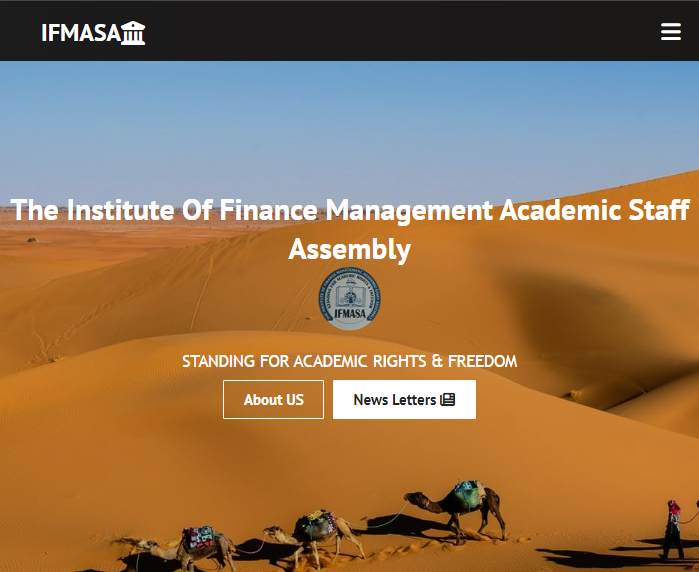 IFMASA
The Institute Of Finance Management Academic Staff
Assembly
IFMASA
STANDING FOR ACADEMIC RIGHTS & FREEDOM
About US
News Letters